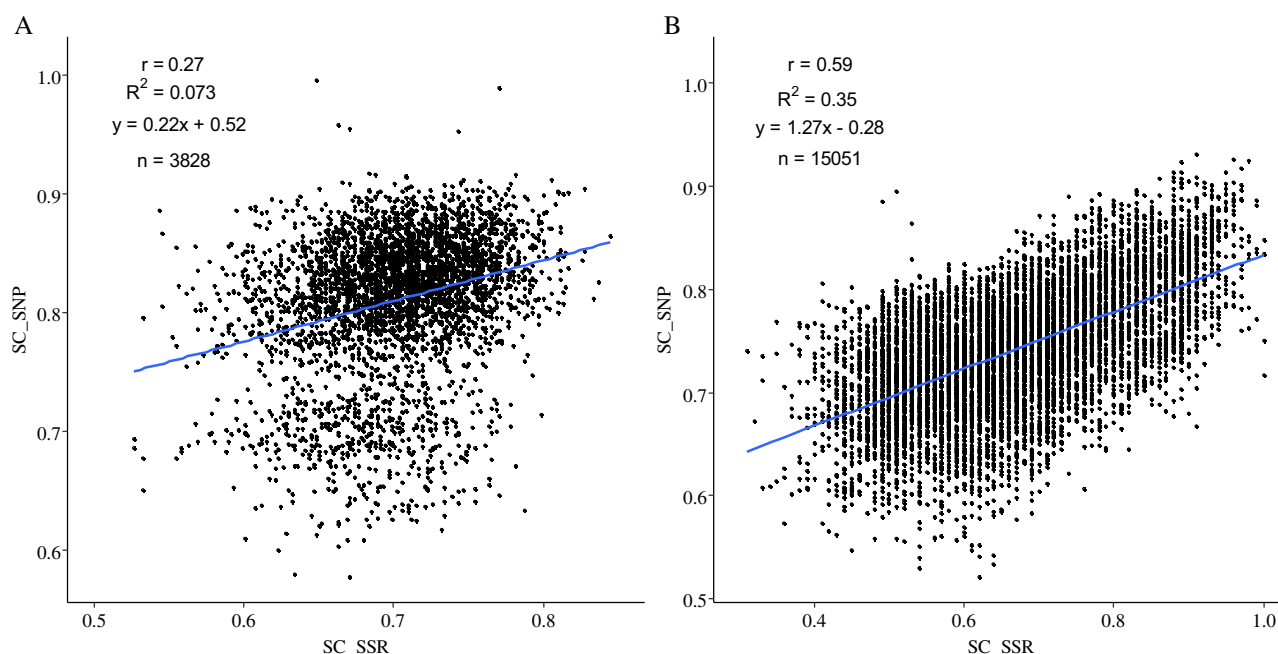 A
r = 0.27
R² = 0.073
y = 0.22x + 0.52
n = 3828
1.0
0.9
0.8
0.7
0.6
SC_SNP
0.5 0.6 0.7 0.8
SC_SSR
B
r = 0.59
R² = 0.35
y = 1.27x - 0.28
n = 15051
1.0
0.9
0.8
0.7
0.6
0.5
SC_SNP
0.4 0.6 0.8 1.0
SC_SSR